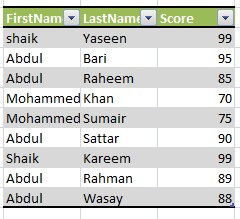 FirstNam LastName Score
shaik Yaseen 99
Abdul Bari 95
Abdul Raheem 85
Mohammed Khan 70
Mohammed Sumair 75
Abdul Sattar 90
Shaik Kareem 99
Abdul Rahman 89
Abdul Wasay 88